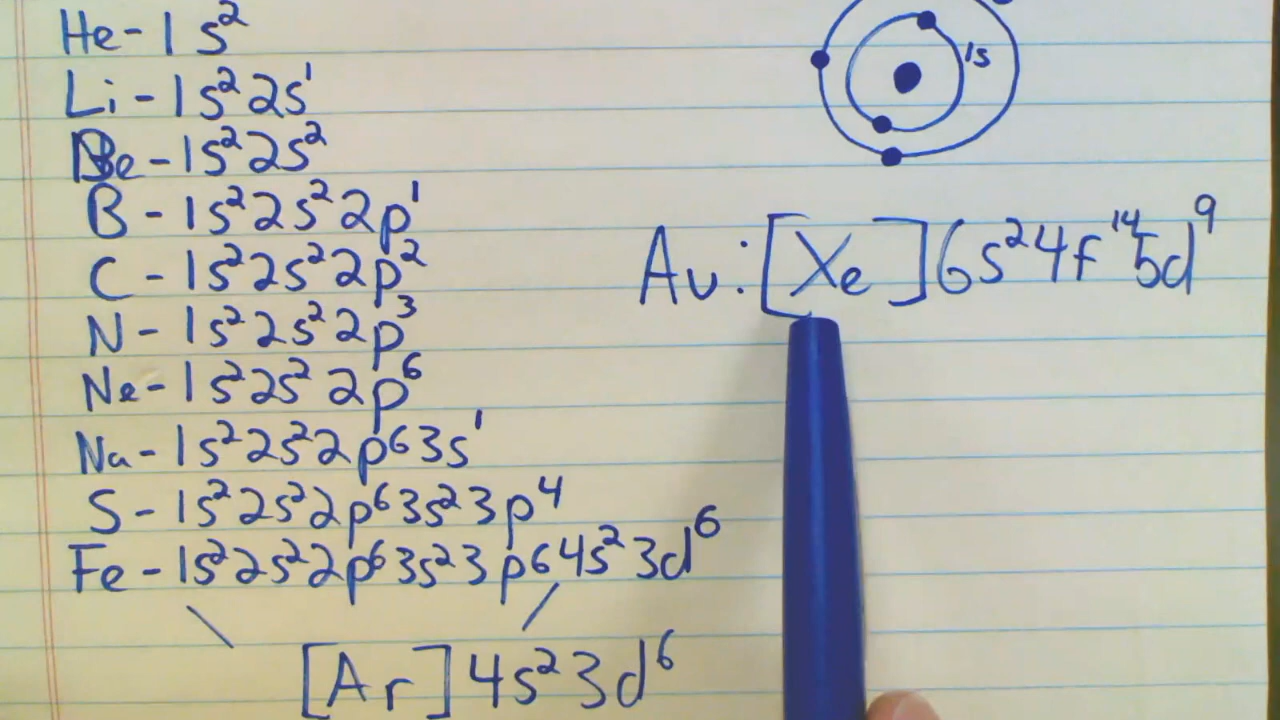 He - 1s²
Li - 1s²2s¹
Be - 1s²2s²
B - 1s²2s²2p¹
C - 1s²2s²2p²
N - 1s²2s²2p³
Ne - 1s²2s²2p⁶
Na - 1s²2s²2p⁶3s¹
S - 1s²2s²2p⁶3s²3p⁴
Fe - 1s²2s²2p⁶3s²3p⁶4s²3d⁶
[Ar]4s²3d⁶
1s
Au:[Xe]6s²4f¹⁴5d⁹